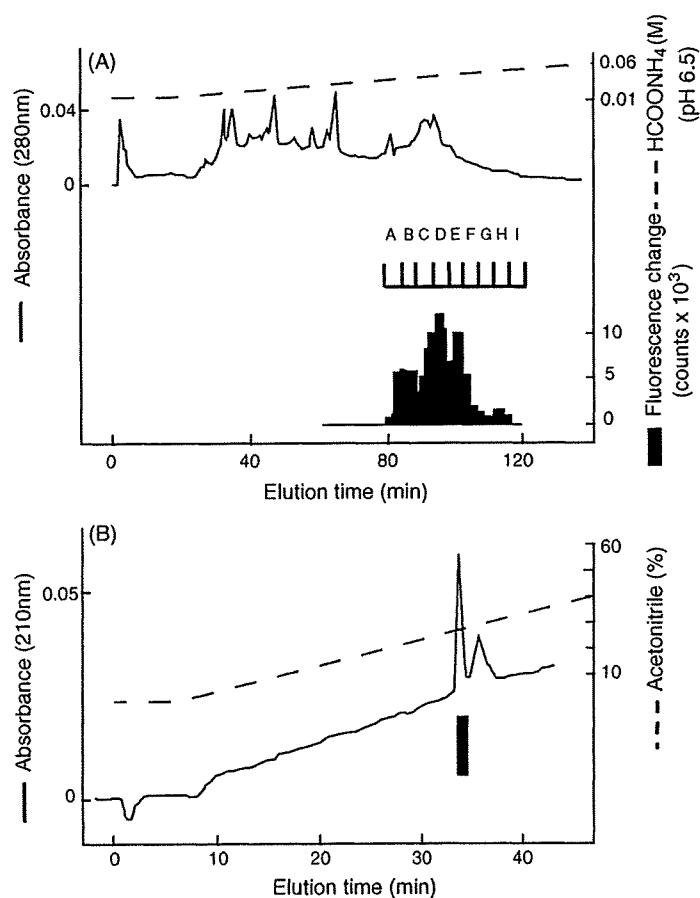 (A)
0.04
0
Absorbance (280nm)
0.06
0.01
HCOONH₄ (M)
(pH 6.5)
A B C D E F G H I
10
5
0
Fluorescence change
(counts x 10³)
0 40 80 120
Elution time (min)
(B)
0.05
0
Absorbance (210nm)
60
10
Acetonitrile (%)
0 10 20 30 40
Elution time (min)